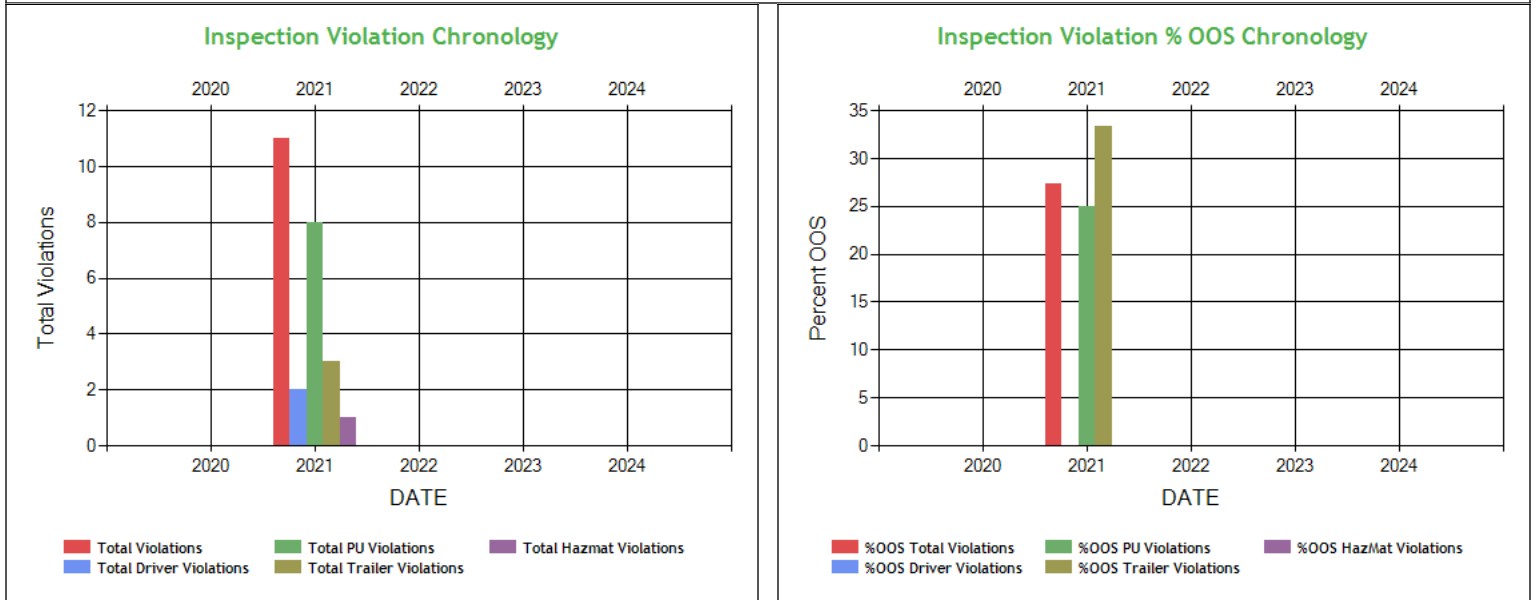 Inspection Violation Chronology
2020 2021 2022 2023 2024
12
10
8
6
4
2
0
Total Violations
2020 2021 2022 2023 2024
DATE
Total Violations Total PU Violations Total Hazmat Violations
Total Driver Violations Total Trailer Violations
Inspection Violation % OOS Chronology
2020 2021 2022 2023 2024
35
30
25
20
15
10
5
0
Percent OOS
2020 2021 2022 2023 2024
DATE
%OOS Total Violations %OOS PU Violations %OOS HazMat Violations
%OOS Driver Violations %OOS Trailer Violations